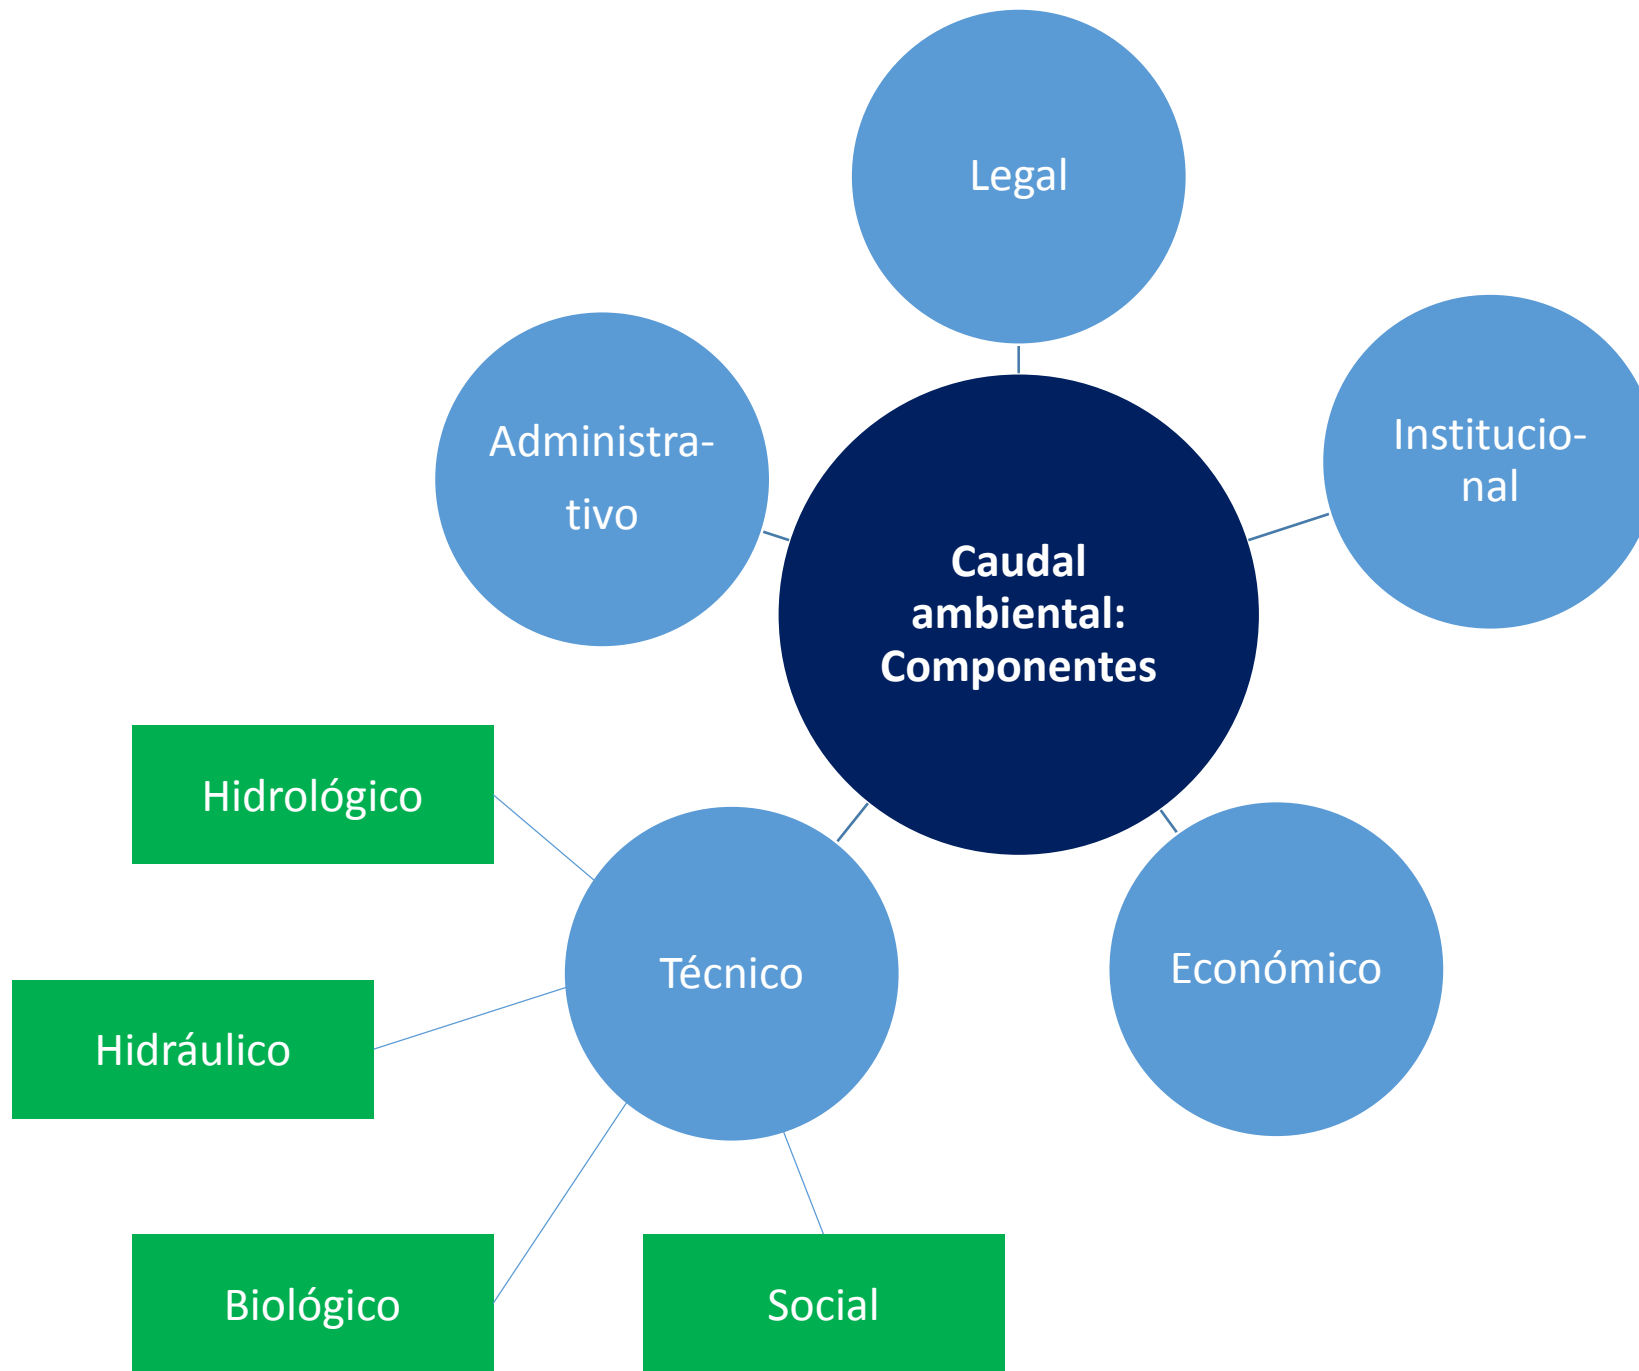 Legal
Administra-
tivo
Institucio-
nal
Caudal
ambiental:
Componentes
Hidrológico
Técnico
Económico
Hidráulico
Biológico
Social